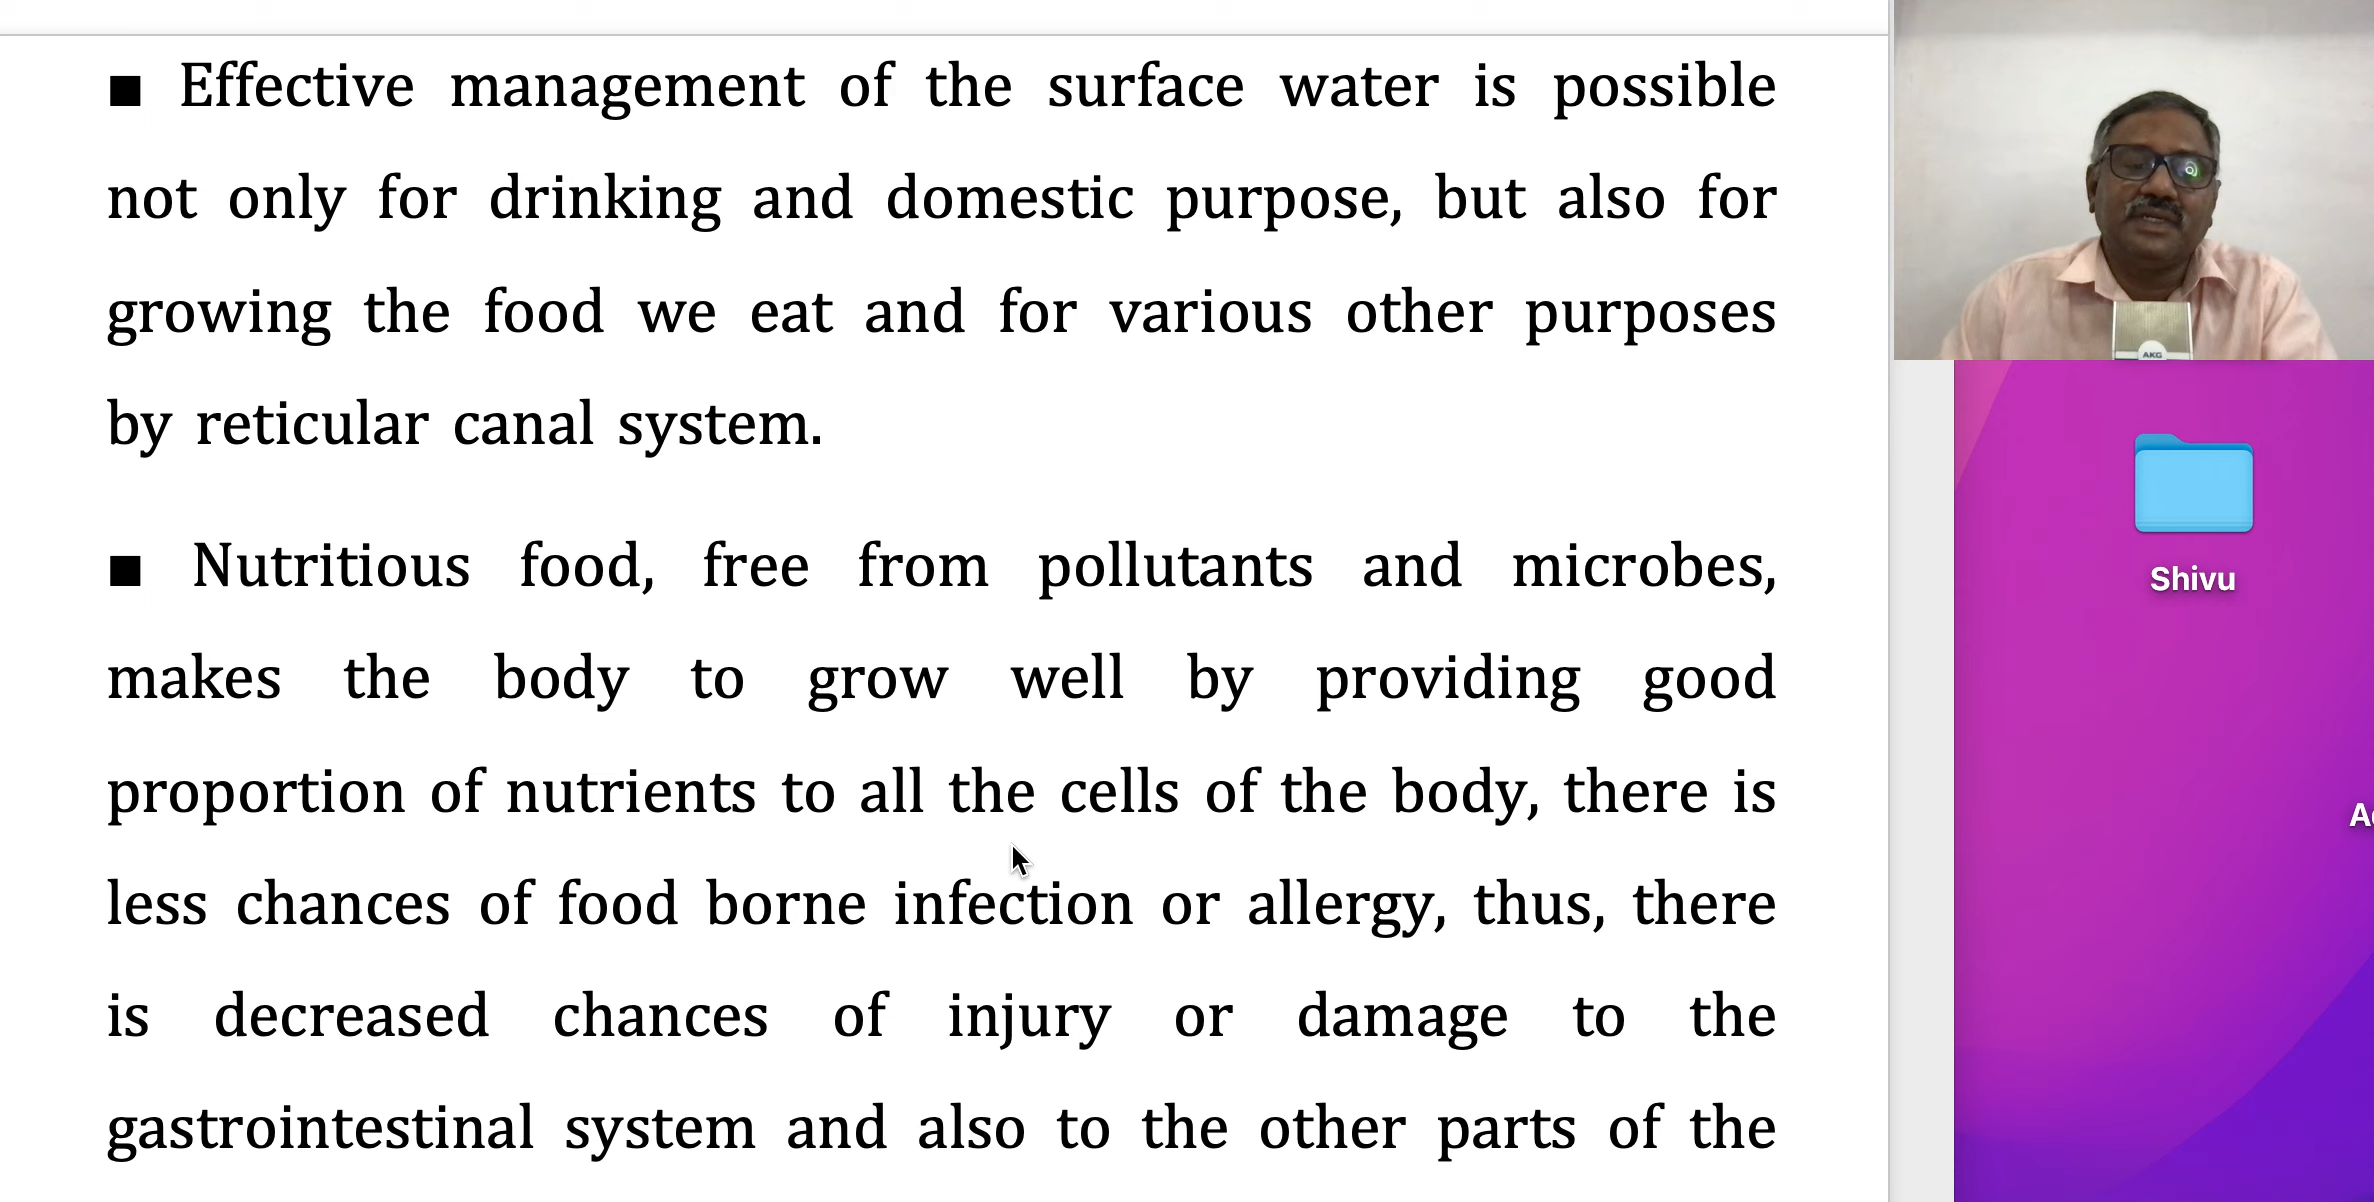 ■ Effective management of the surface water is possible
not only for drinking and domestic purpose, but also for
growing the food we eat and for various other purposes
by reticular canal system.
■ Nutritious food, free from pollutants and microbes,
makes the body to grow well by providing good
proportion of nutrients to all the cells of the body, there is
less chances of food borne infection or allergy, thus, there
is decreased chances of injury or damage to the
gastrointestinal system and also to the other parts of the
AKG
Shivu